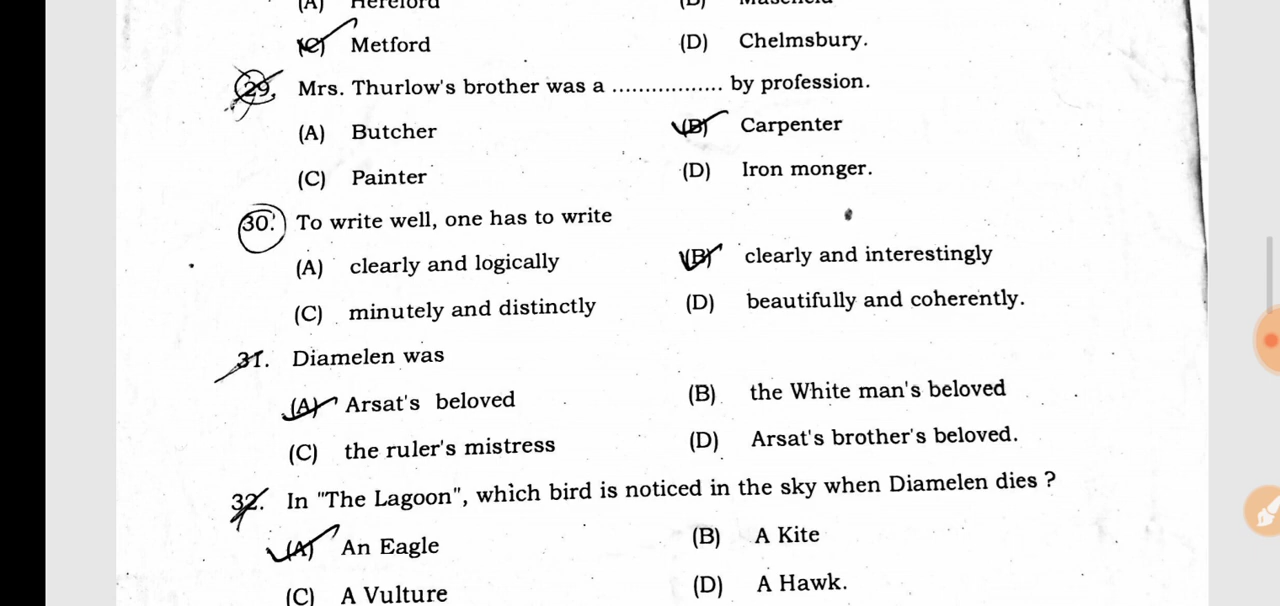 (A) Hereford
(C) Metford
(D) Chelmsbury.
29. Mrs. Thurlow's brother was a ................. by profession.
(A) Butcher
(B) Carpenter
(C) Painter
(D) Iron monger.
30. To write well, one has to write
(A) clearly and logically
(B) clearly and interestingly
(C) minutely and distinctly
(D) beautifully and coherently.
31. Diamelen was
(A) Arsat's beloved
(B) the White man's beloved
(C) the ruler's mistress
(D) Arsat's brother's beloved.
32. In "The Lagoon", which bird is noticed in the sky when Diamelen dies ?
(A) An Eagle
(B) A Kite
(C) A Vulture
(D) A Hawk.